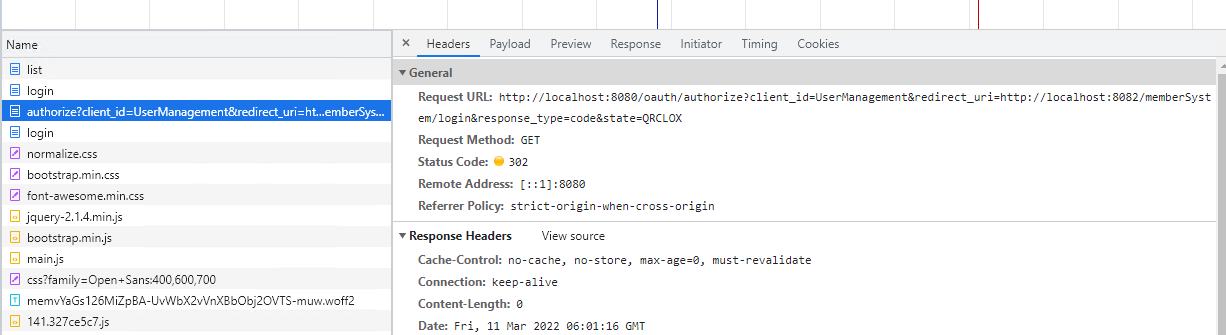 Name
list
login
authorize?client_id=UserManagement&redirect_uri=ht...emberSys...
login
normalize.css
bootstrap.min.css
font-awesome.min.css
jquery-2.1.4.min.js
bootstrap.min.js
main.js
css?family=Open+Sans:400,600,700
memvYaGs126MiZpBA-UvWbX2vVnXBbObj2OVTS-muw.woff2
141.327ce5c7.js
× Headers Payload Preview Response Initiator Timing Cookies
▼ General
Request URL: http://localhost:8080/oauth/authorize?client_id=UserManagement&redirect_uri=http://localhost:8082/memberSys
tem/login&response_type=code&state=QRCLOX
Request Method: GET
Status Code: 302
Remote Address: [::1]:8080
Referrer Policy: strict-origin-when-cross-origin
▼ Response Headers View source
Cache-Control: no-cache, no-store, max-age=0, must-revalidate
Connection: keep-alive
Content-Length: 0
Date: Fri, 11 Mar 2022 06:01:16 GMT